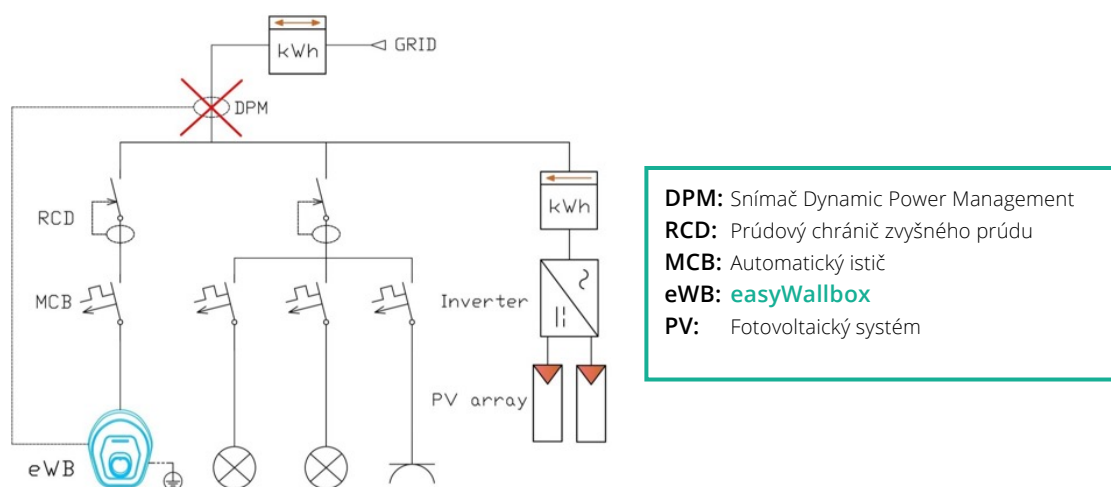 kWh
GRID
DPM
RCD
kWh
MCB
Inverter
PV array
eWB
DPM: Snímač Dynamic Power Management
RCD: Prúdový chránič zvyšného prúdu
MCB: Automatický istič
eWB: easyWallbox
PV: Fotovoltaický systém